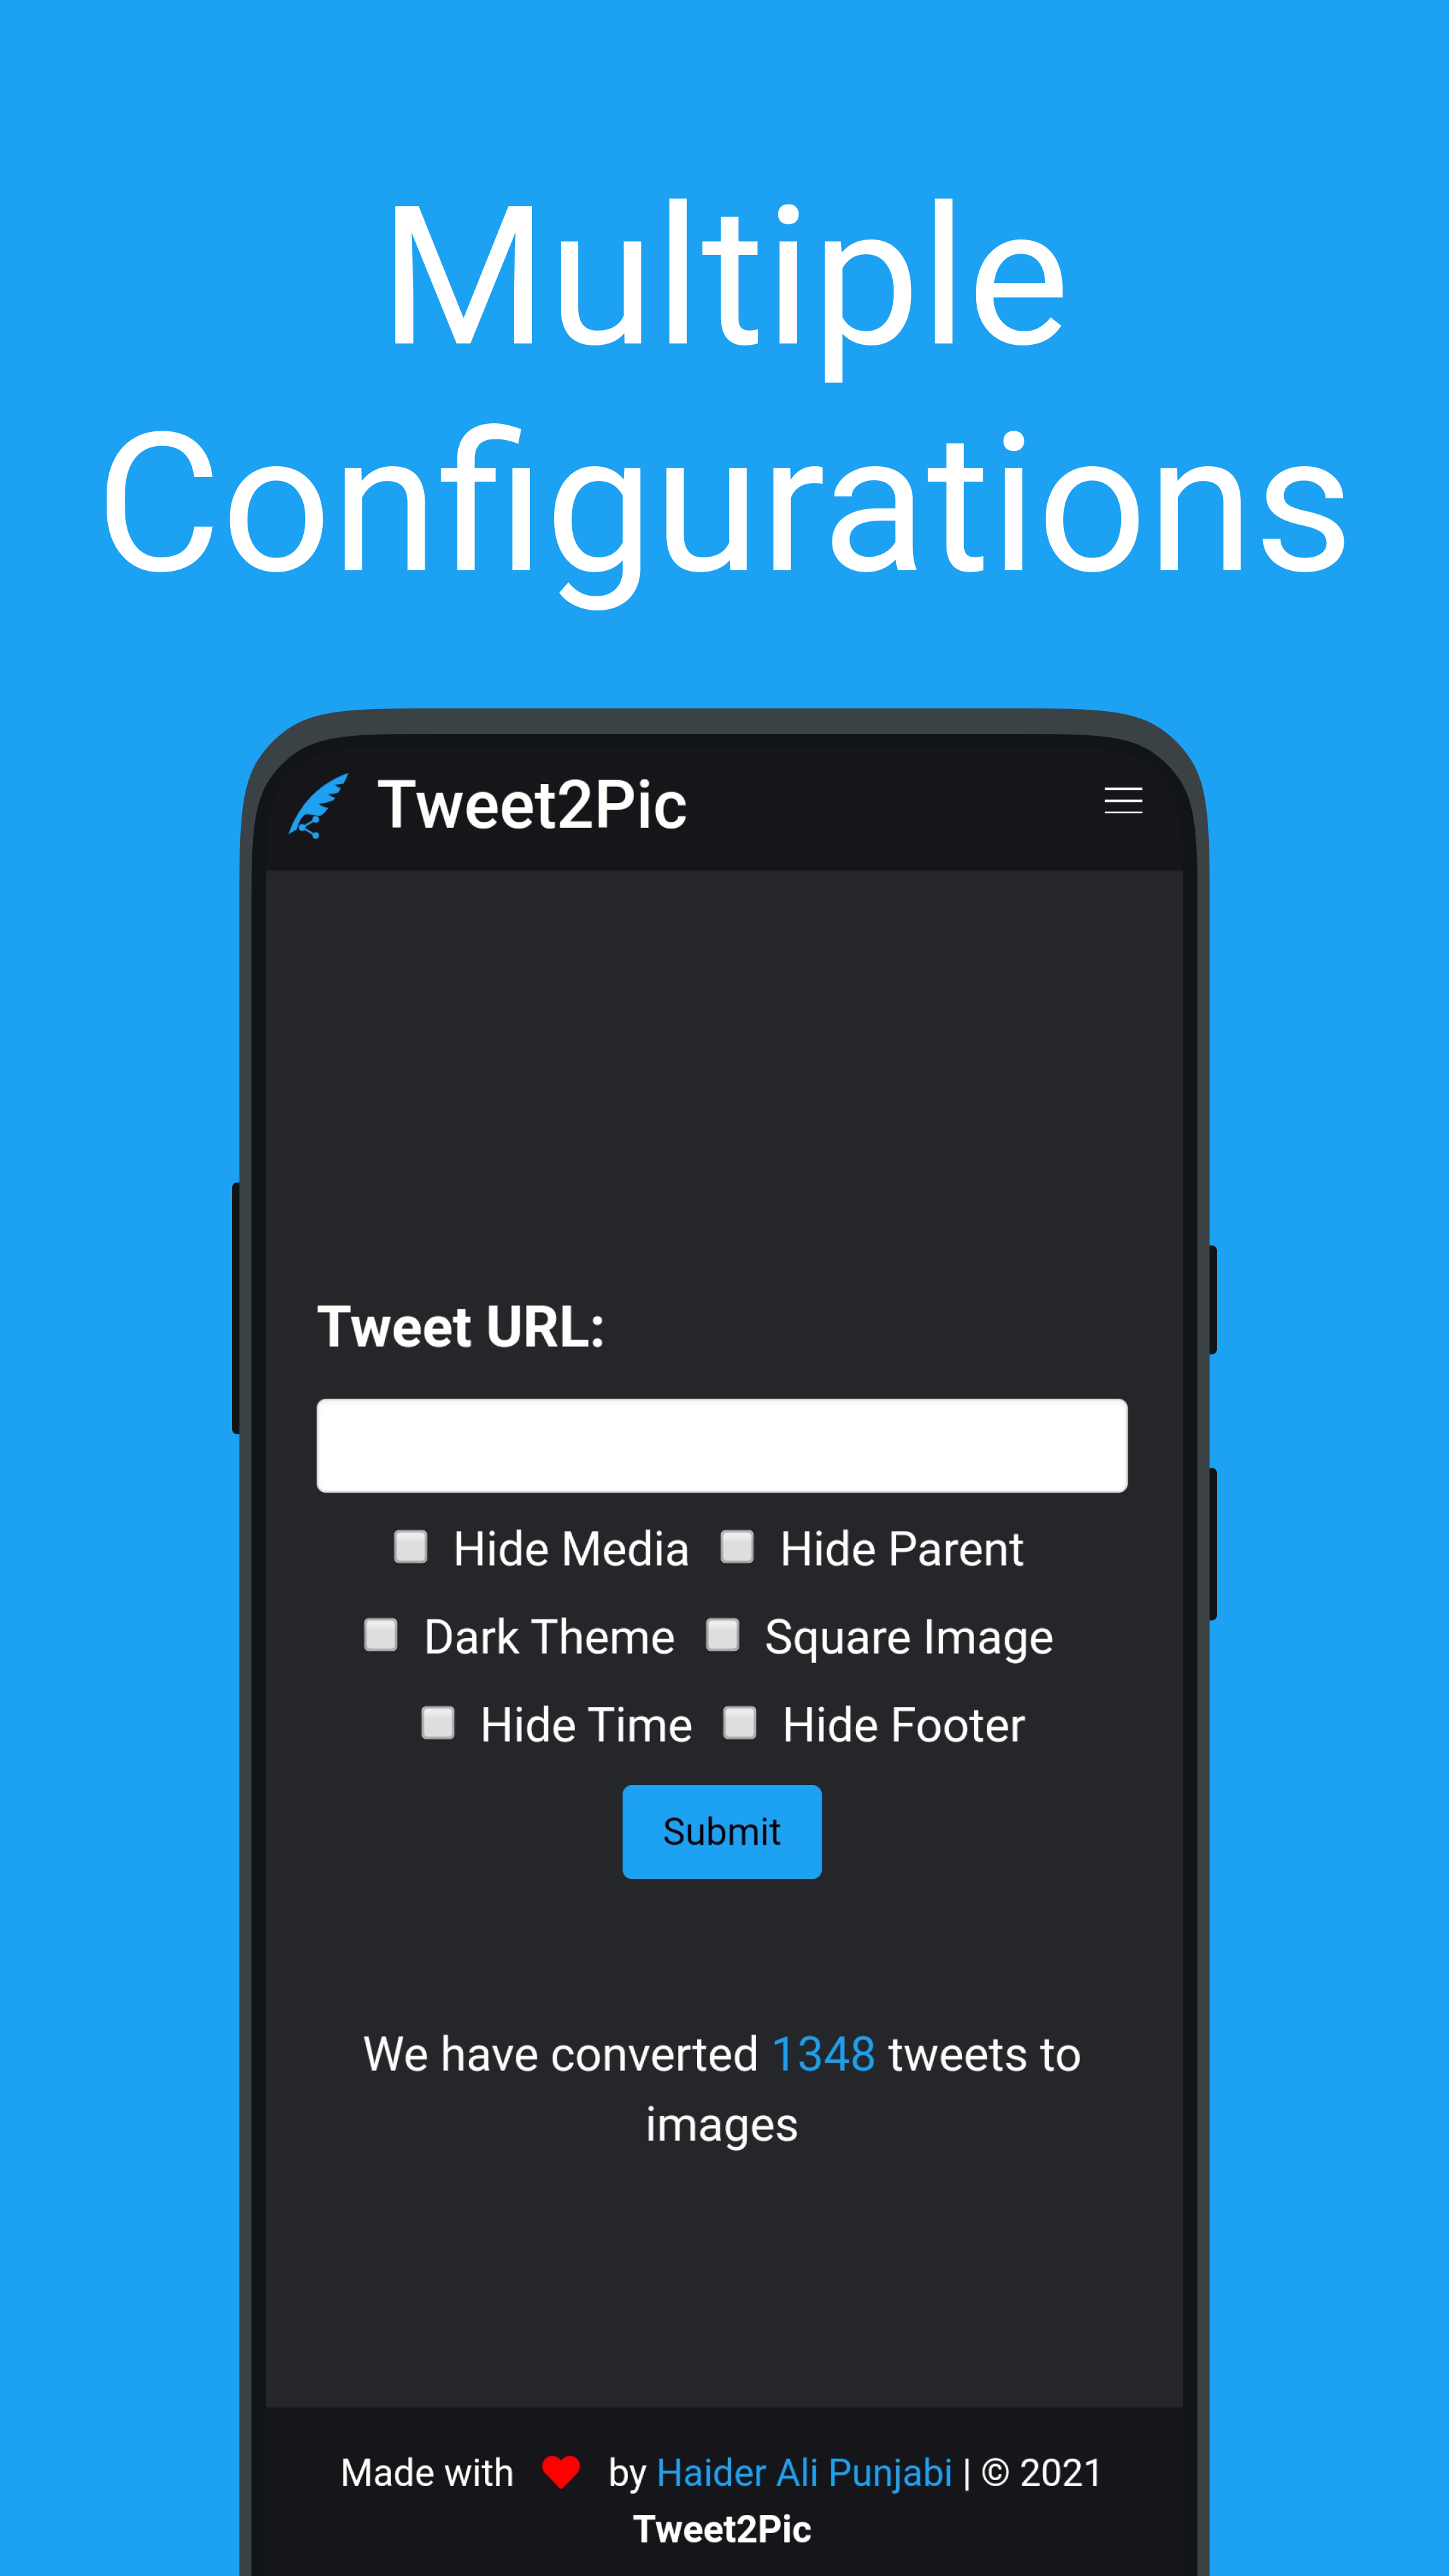 Multiple
Configurations
Tweet2Pic
Tweet URL:
Hide Media Hide Parent
Dark Theme Square Image
Hide Time Hide Footer
Submit
We have converted 1348 tweets to
images
Made with ❤ by Haider Ali Punjabi | © 2021
Tweet2Pic